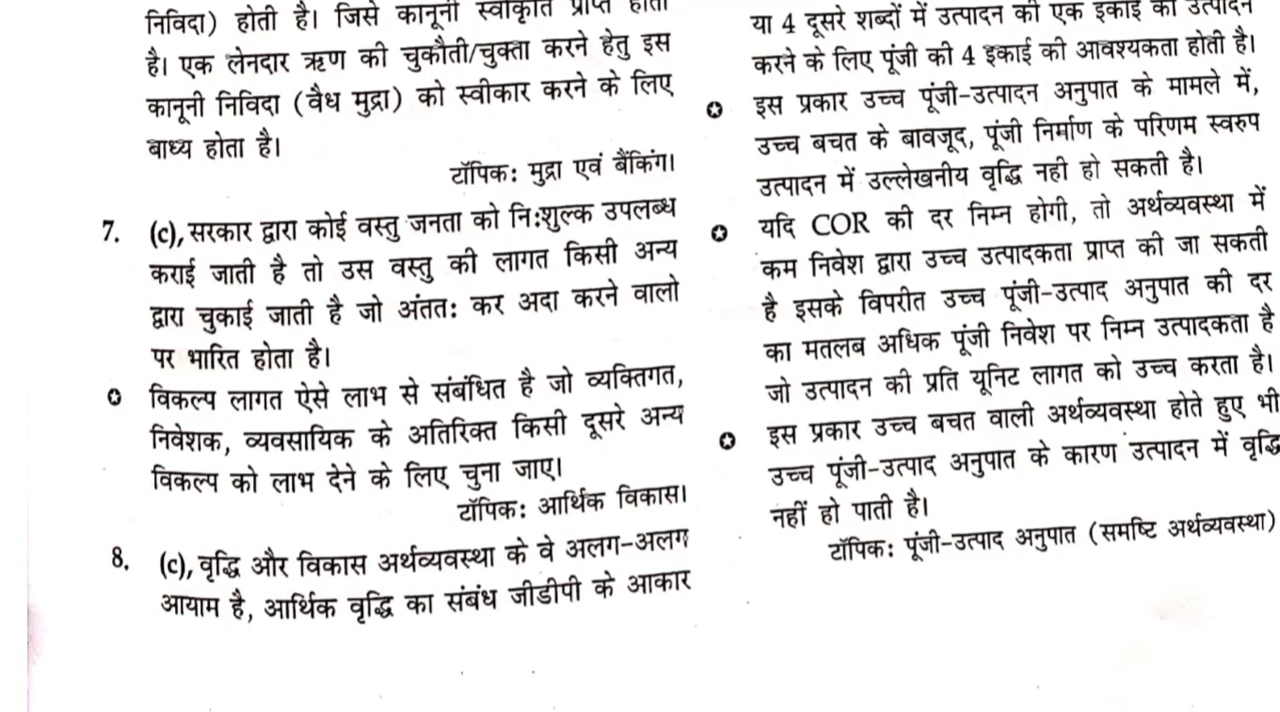 निविदा) होती है। जिसे कानूनी स्वीकृति प्राप्त होती
है। एक लेनदार ऋण की चुकौती/चुक्ता करने हेतु इस
कानूनी निविदा (वैध मुद्रा) को स्वीकार करने के लिए
बाध्य होता है।
टॉपिक: मुद्रा एवं बैंकिंग।
7. (c), सरकार द्वारा कोई वस्तु जनता को नि:शुल्क उपलब्ध
कराई जाती है तो उस वस्तु की लागत किसी अन्य
द्वारा चुकाई जाती है जो अंतत: कर अदा करने वालो
पर भारित होता है।
विकल्प लागत ऐसे लाभ से संबंधित है जो व्यक्तिगत,
निवेशक, व्यवसायिक के अतिरिक्त किसी दूसरे अन्य
विकल्प को लाभ देने के लिए चुना जाए।
टॉपिक: आर्थिक विकास।
8. (c), वृद्धि और विकास अर्थव्यवस्था के वे अलग-अलग
आयाम है, आर्थिक वृद्धि का संबंध जीडीपी के आकार
या 4 दूसरे शब्दों में उत्पादन की एक इकाई का उत्पादन
करने के लिए पूंजी की 4 इकाई की आवश्यकता होती है।
इस प्रकार उच्च पूंजी-उत्पादन अनुपात के मामले में,
उच्च बचत के बावजूद, पूंजी निर्माण के परिणम स्वरुप
उत्पादन में उल्लेखनीय वृद्धि नही हो सकती है।
यदि COR की दर निम्न होगी, तो अर्थव्यवस्था में
कम निवेश द्वारा उच्च उत्पादकता प्राप्त की जा सकती
है इसके विपरीत उच्च पूंजी-उत्पाद अनुपात की दर
का मतलब अधिक पूंजी निवेश पर निम्न उत्पादकता है
जो उत्पादन की प्रति यूनिट लागत को उच्च करता है।
इस प्रकार उच्च बचत वाली अर्थव्यवस्था होते हुए भी
उच्च पूंजी-उत्पाद अनुपात के कारण उत्पादन में वृद्धि
नहीं हो पाती है।
टॉपिक: पूंजी-उत्पाद अनुपात (समष्टि अर्थव्यवस्था)